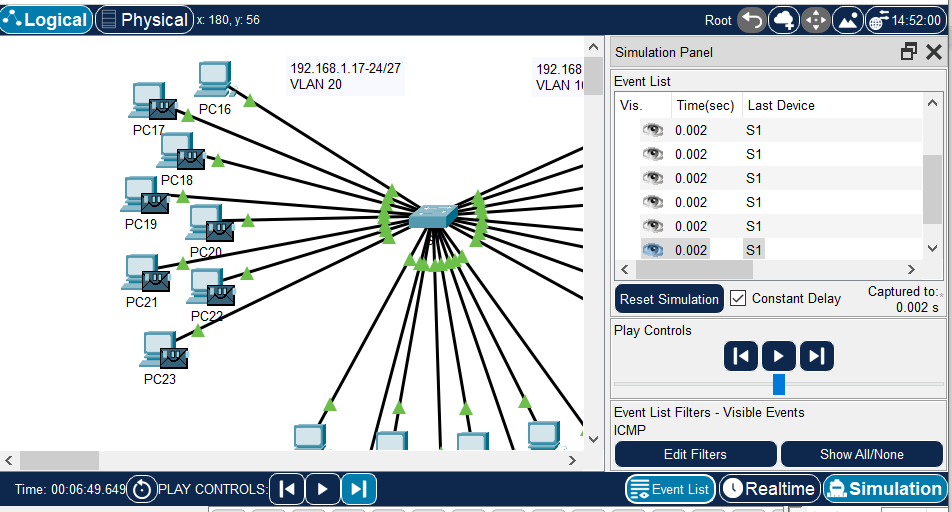 Logical
Physical
x: 180, y: 56
Root
14:52:00
192.168.1.17-24/27
VLAN 20
192.168
VLAN 10
PC16
PC17
PC18
PC19
PC20
PC21
PC22
PC23
Simulation Panel
Event List
Vis. Time(sec) Last Device
0.002 S1
0.002 S1
0.002 S1
0.002 S1
0.002 S1
0.002 S1
Reset Simulation
Constant Delay
Captured to:
0.002 s
Play Controls
Event List Filters - Visible Events
ICMP
Edit Filters
Show All/None
Time: 00:06:49.649
PLAY CONTROLS:
Event List
Realtime
Simulation